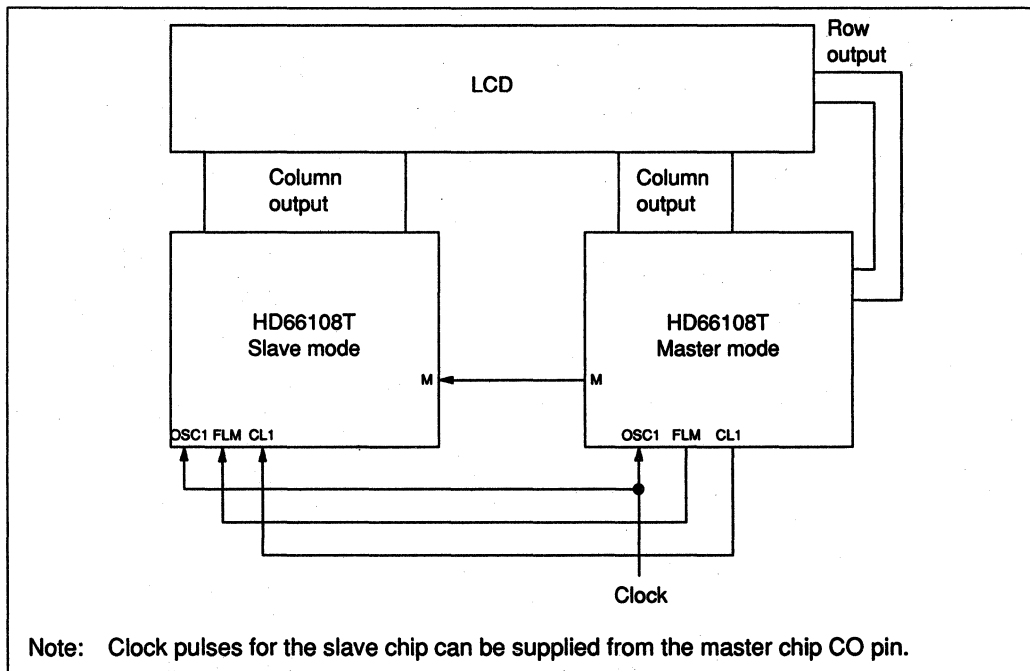 Row
output
LCD
Column
output
Column
output
HD66108T
Slave mode
HD66108T
Master mode
M
M
OSC1 FLM CL1
OSC1 FLM CL1
Clock
Note: Clock pulses for the slave chip can be supplied from the master chip CO pin.